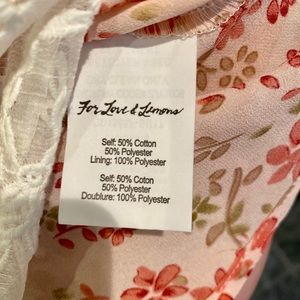 For Love & Lemons
Self: 50% Cotton
50% Polyester
Lining: 100% Polyester
Self: 50% Coton
50% Polyester
Doublure: 100% Polyester